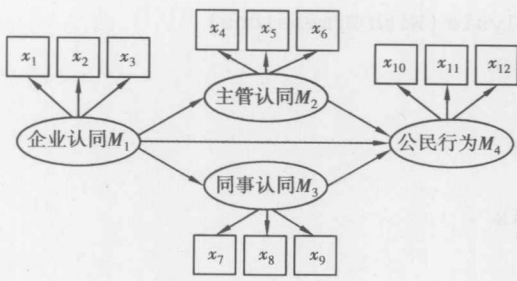 x₄ x₅ x₆
x₁ x₂ x₃
x₁₀ x₁₁ x₁₂
主管认同M₂
企业认同M₁
公民行为M₄
同事认同M₃
x₇ x₈ x₉